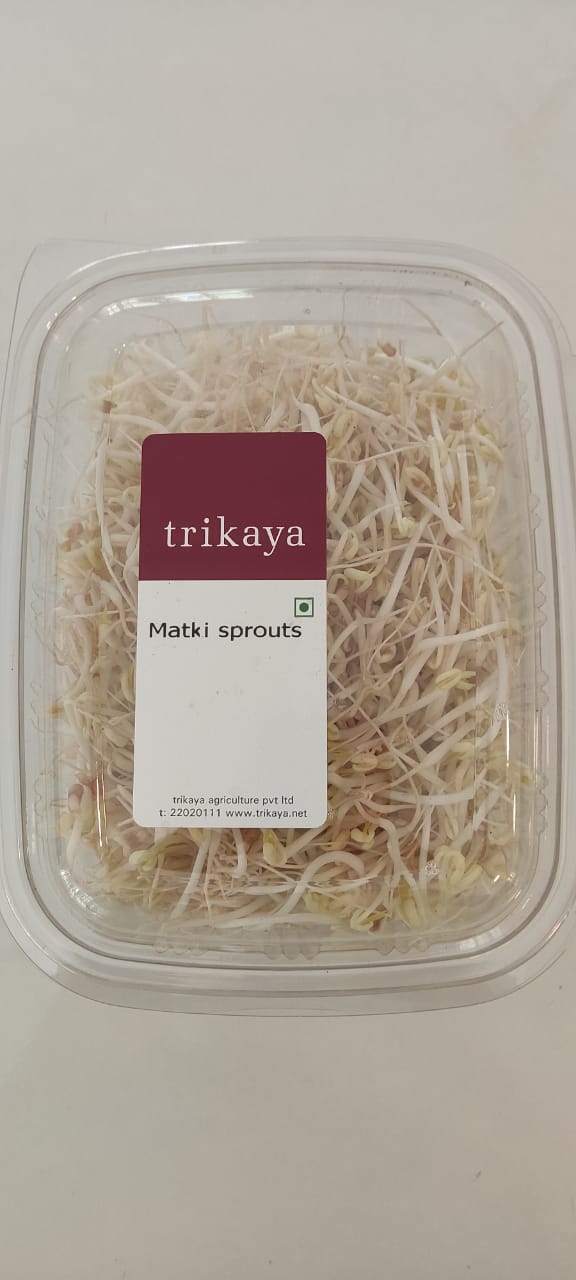 trikaya
Matki sprouts
trikaya agriculture pvt ltd
t: 22020111 www.trikaya.net